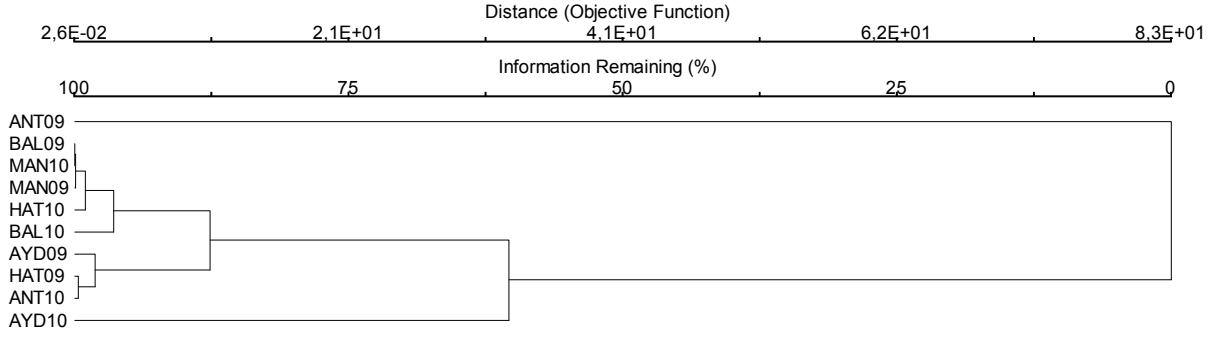 Distance (Objective Function)
2,6E-02 2,1E+01 4,1E+01 6,2E+01 8,3E+01
Information Remaining (%)
100 75 50 25 0
ANT09
BAL09
MAN10
MAN09
HAT10
BAL10
AYD09
HAT09
ANT10
AYD10